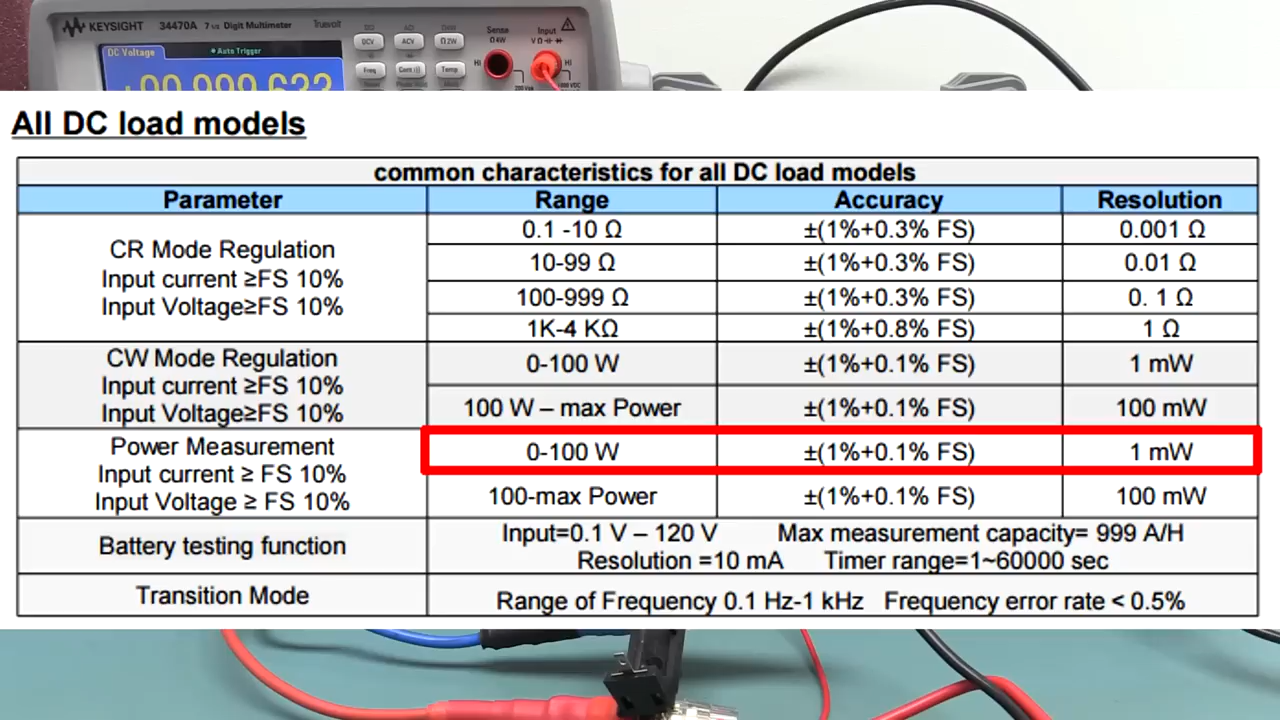 KEYSIGHT 34470A 7 ½ Digit Multimeter Truevolt
DC Voltage Auto Trigger
DCV ACV Ω 2W
Freq Cont Temp
Sense
Ω 4W
Input
HI HI
All DC load models
common characteristics for all DC load models
Parameter Range Accuracy Resolution
CR Mode Regulation
Input current ≥FS 10%
Input Voltage≥FS 10%
0.1 -10 Ω ±(1%+0.3% FS) 0.001 Ω
10-99 Ω ±(1%+0.3% FS) 0.01 Ω
100-999 Ω ±(1%+0.3% FS) 0. 1 Ω
1K-4 KΩ ±(1%+0.8% FS) 1 Ω
CW Mode Regulation
Input current ≥FS 10%
Input Voltage≥FS 10%
0-100 W ±(1%+0.1% FS) 1 mW
100 W – max Power ±(1%+0.1% FS) 100 mW
Power Measurement
Input current ≥ FS 10%
Input Voltage ≥ FS 10%
0-100 W ±(1%+0.1% FS) 1 mW
100-max Power ±(1%+0.1% FS) 100 mW
Battery testing function
Input=0.1 V – 120 V Max measurement capacity= 999 A/H
Resolution =10 mA Timer range=1~60000 sec
Transition Mode
Range of Frequency 0.1 Hz-1 kHz Frequency error rate < 0.5%